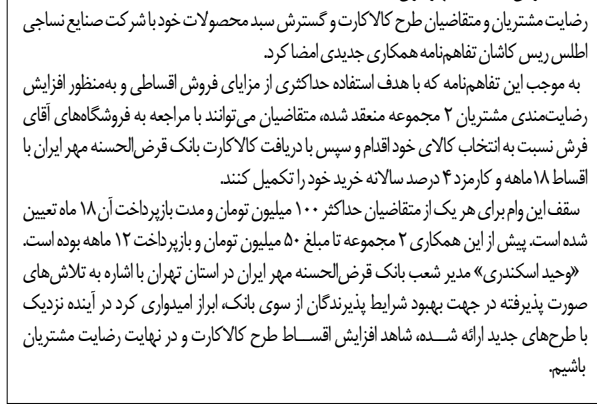 رضایت مشتریان و متقاضیان طرح کالاکارت و گسترش سبد محصولات خود با شرکت صنایع نساجی
اطلس ریس کاشان تفاهم‌نامه همکاری جدیدی امضا کرد.
به موجب این تفاهم‌نامه که با هدف استفاده حداکثری از مزایای فروش اقساطی و به‌منظور افزایش
رضایت‌مندی مشتریان ۲ مجموعه منعقد شده، متقاضیان می‌توانند با مراجعه به فروشگاه‌های آقای
فرش نسبت به انتخاب کالای خود اقدام و سپس با دریافت کالاکارت بانک قرض‌الحسنه مهر ایران با
اقساط ۱۸ماهه و کارمزد ۴ درصد سالانه خرید خود را تکمیل کنند.
سقف این وام برای هر یک از متقاضیان حداکثر ۱۰۰ میلیون تومان و مدت بازپرداخت آن ۱۸ ماه تعیین
شده است. پیش از این همکاری ۲ مجموعه تا مبلغ ۵۰ میلیون تومان و بازپرداخت ۱۲ ماهه بوده است.
«وحید اسکندری» مدیر شعب بانک قرض‌الحسنه مهر ایران در استان تهران با اشاره به تلاش‌های
صورت پذیرفته در جهت بهبود شرایط پذیرندگان از سوی بانک، ابراز امیدواری کرد در آینده نزدیک
با طرح‌های جدید ارائه شــده، شاهد افزایش اقســاط طرح کالاکارت و در نهایت رضایت مشتریان
باشیم.